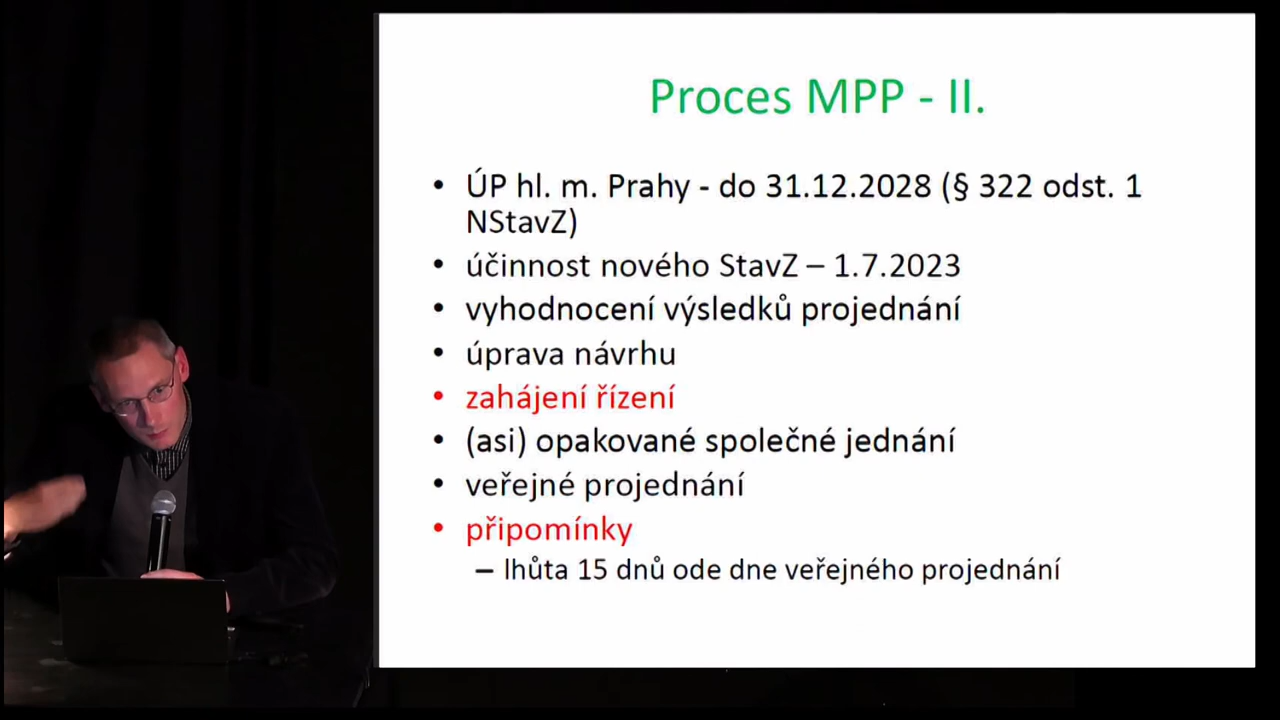 Proces MPP - II.
• ÚP hl. m. Prahy - do 31.12.2028 (§ 322 odst. 1
NStavZ)
• účinnost nového StavZ – 1.7.2023
• vyhodnocení výsledků projednání
• úprava návrhu
• zahájení řízení
• (asi) opakované společné jednání
• veřejné projednání
• připomínky
– lhůta 15 dnů ode dne veřejného projednání